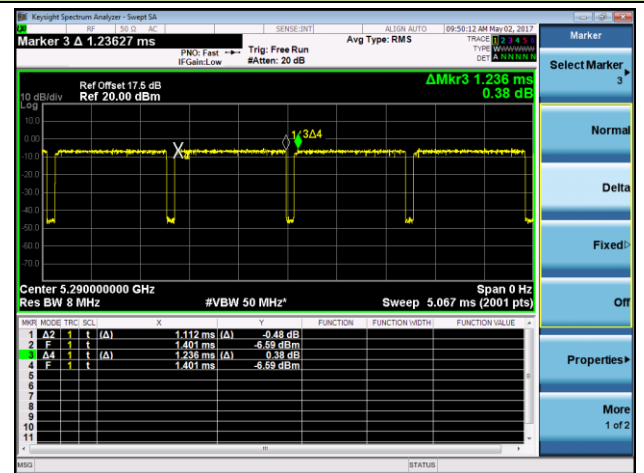 Keysight Spectrum Analyzer - Swept SA
RF 50 Ω AC SENSE:INT ALIGN AUTO 09:50:12 AM May 02, 2017
Marker 3 Δ 1.23627 ms
PNO: Fast
IFGain:Low
Trig: Free Run
#Atten: 20 dB
Avg Type: RMS
TRACE 1 2 3 4 5 6
TYPE WWWWWW
DET A N N N N N
Ref Offset 17.5 dB
10 dB/div Ref 20.00 dBm
Log
ΔMkr3 1.236 ms
0.38 dB
10.0
0.00
-10.0
-20.0
-30.0
-40.0
-50.0
-60.0
-70.0
1/3Δ4
Center 5.290000000 GHz Span 0 Hz
Res BW 8 MHz #VBW 50 MHz* Sweep 5.067 ms (2001 pts)
MKR MODE TRC SCL X Y FUNCTION FUNCTION WIDTH FUNCTION VALUE
1 Δ2 1 t (Δ) 1.112 ms (Δ) -0.48 dB
2 F 1 t 1.401 ms -6.59 dBm
3 Δ4 1 t (Δ) 1.236 ms (Δ) 0.38 dB
4 F 1 t 1.401 ms -6.59 dBm
5
6
7
8
9
10
11
MSG STATUS
Marker
Select Marker
3
Normal
Delta
Fixed
Off
Properties
More
1 of 2